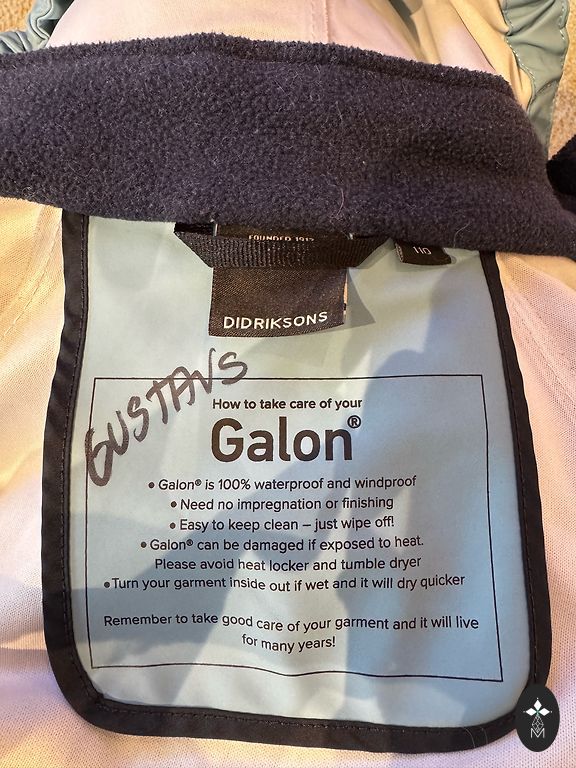 FOUNDED 1913
110
DIDRIKSONS
GUSTAVS
How to take care of your
Galon®
• Galon® is 100% waterproof and windproof
• Need no impregnation or finishing
• Easy to keep clean – just wipe off!
• Galon® can be damaged if exposed to heat.
Please avoid heat locker and tumble dryer
• Turn your garment inside out if wet and it will dry quicker
Remember to take good care of your garment and it will live
for many years!